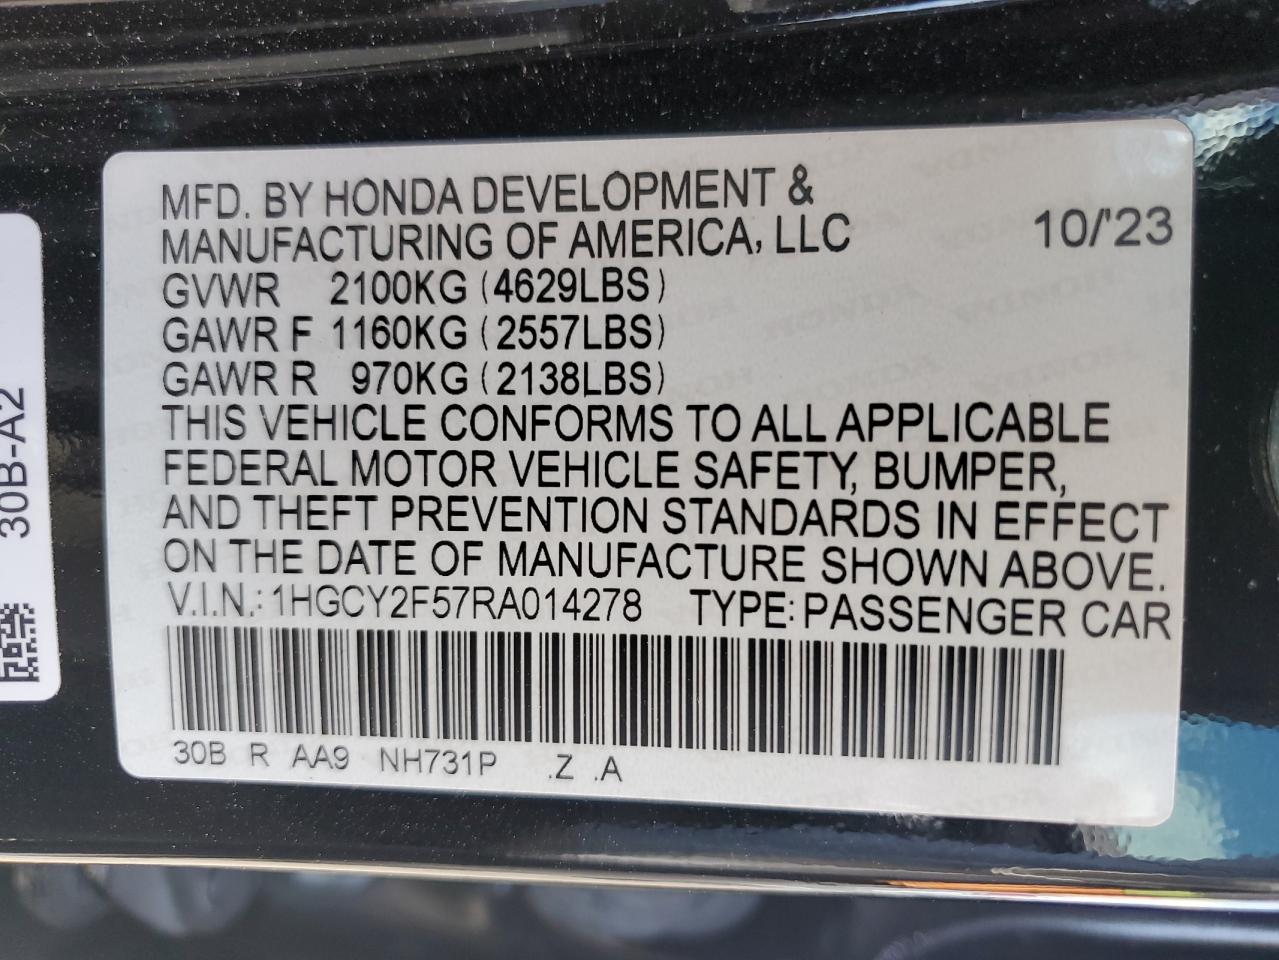 MFD. BY HONDA DEVELOPMENT &
MANUFACTURING OF AMERICA, LLC 10/'23
GVWR 2100KG (4629LBS)
GAWR F 1160KG (2557LBS)
GAWR R 970KG (2138LBS)
THIS VEHICLE CONFORMS TO ALL APPLICABLE
FEDERAL MOTOR VEHICLE SAFETY, BUMPER,
AND THEFT PREVENTION STANDARDS IN EFFECT
ON THE DATE OF MANUFACTURE SHOWN ABOVE.
V.I.N.: 1HGCY2F57RA014278 TYPE: PASSENGER CAR
30B R AA9 NH731P .Z .A
30B-A2